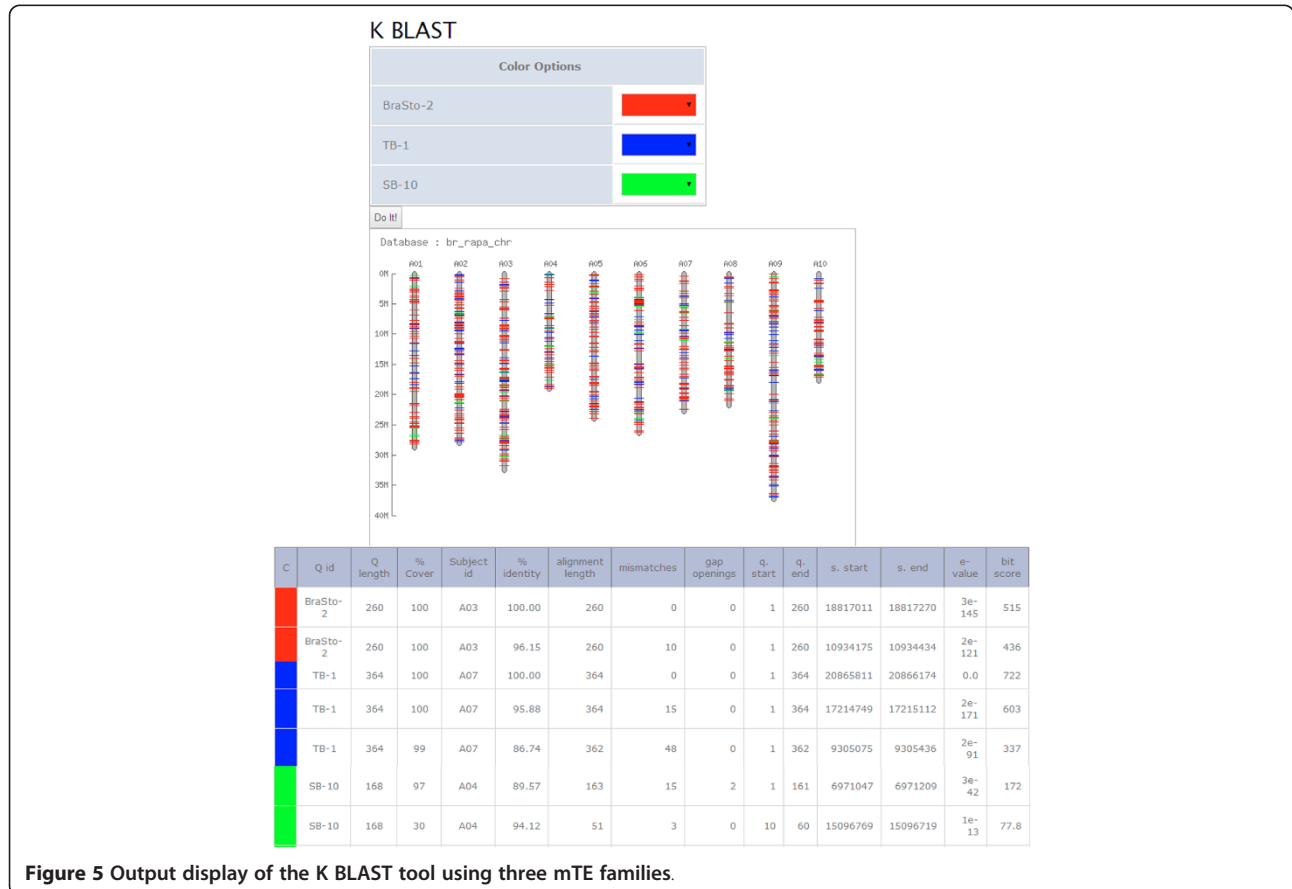 K BLAST
Color Options
BraSto-2
TB-1
SB-10
Do It!
Database : br_rapa_chr
A01 A02 A03 A04 A05 A06 A07 A08 A09 A10
0M
5M
10M
15M
20M
25M
30M
35M
40M
C Q id Q length % Cover Subject id % identity alignment length mismatches gap openings q. start q. end s. start s. end e-value bit score
BraSto-2 260 100 A03 100.00 260 0 0 1 260 18817011 18817270 3e-145 515
BraSto-2 260 100 A03 96.15 260 10 0 1 260 10934175 10934434 2e-121 436
TB-1 364 100 A07 100.00 364 0 0 1 364 20865811 20866174 0.0 722
TB-1 364 100 A07 95.88 364 15 0 1 364 17214749 17215112 2e-171 603
TB-1 364 99 A07 86.74 362 48 0 1 362 9305075 9305436 2e-91 337
SB-10 168 97 A04 89.57 163 15 2 1 161 6971047 6971209 3e-42 172
SB-10 168 30 A04 94.12 51 3 0 10 60 15096769 15096719 1e-13 77.8
Figure 5 Output display of the K BLAST tool using three mTE families.